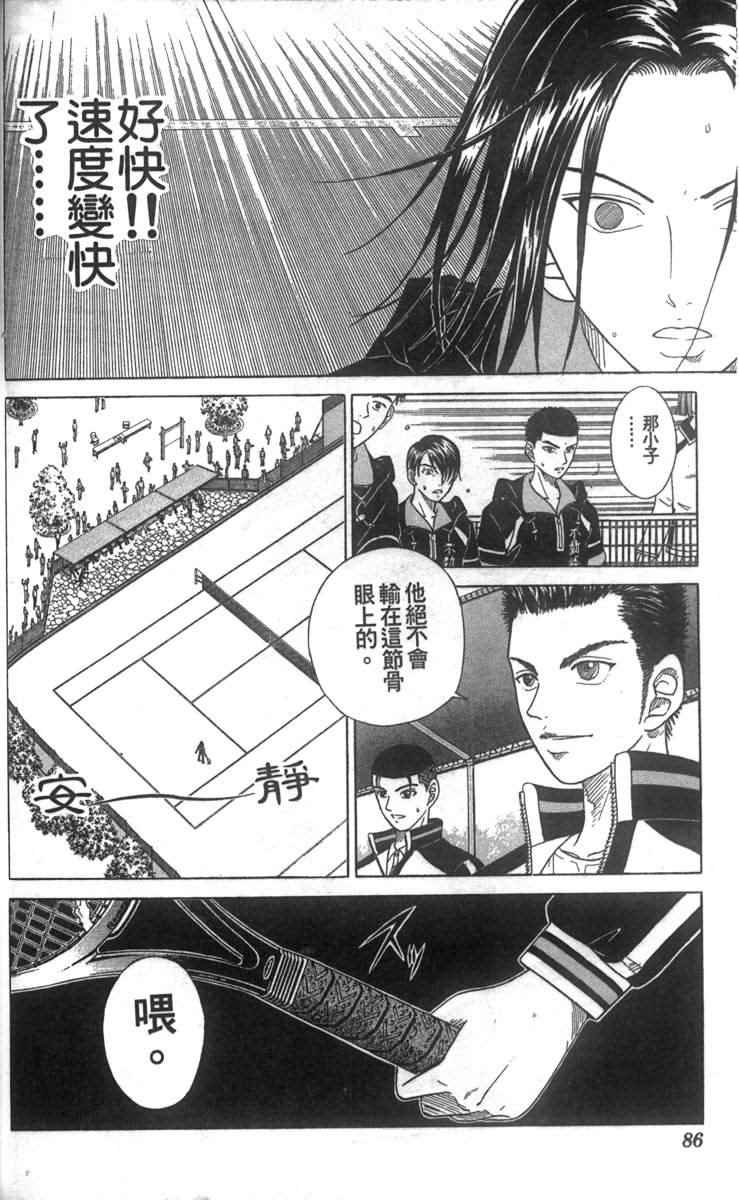 好快!!
速度變快
了……
那小子
……
他絕不會
輸在這節骨
眼上的。
安——靜
喂。
86